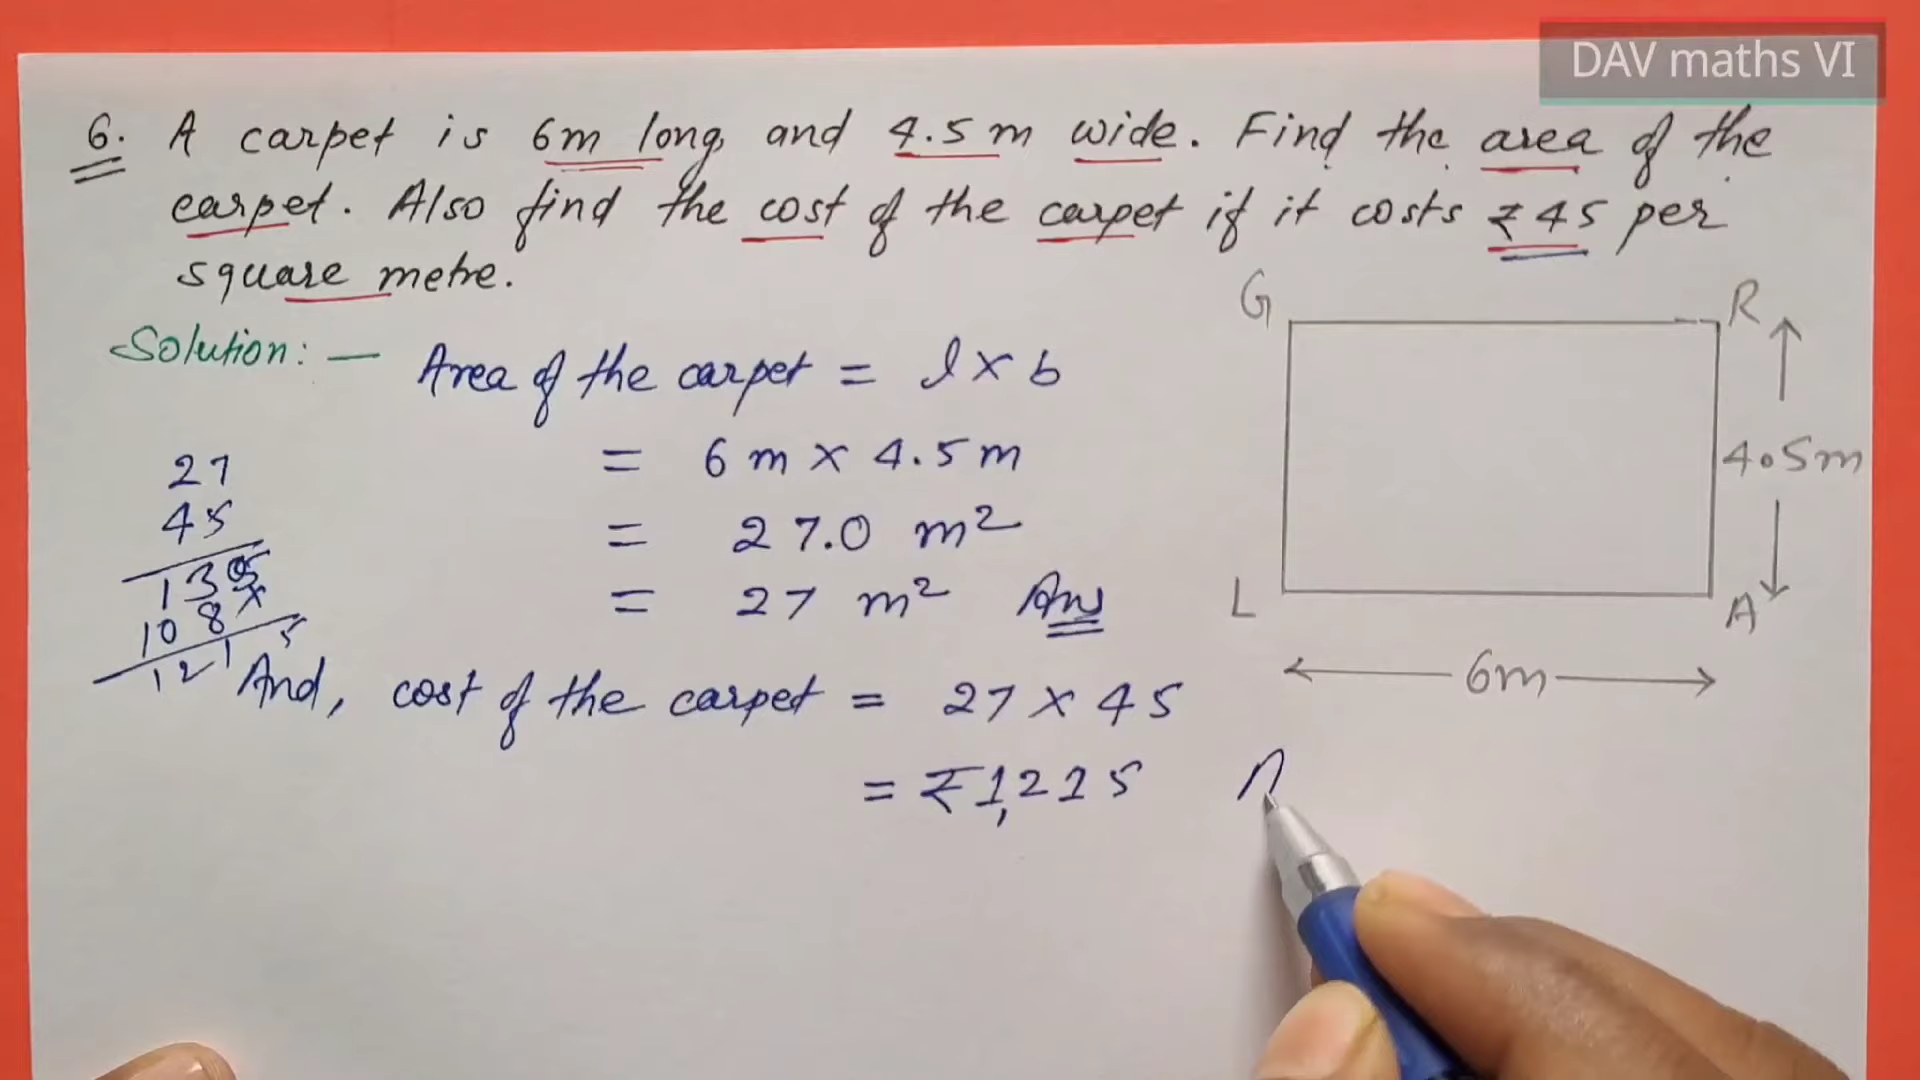 DAV maths VI
6. A carpet is 6m long and 4.5m wide. Find the area of the
carpet. Also find the cost of the carpet if it costs ₹45 per
square metre.
Solution:—
Area of the carpet = l × b
= 6m × 4.5m
= 27.0 m²
= 27 m² Ans
27
45
135
108×
1215
And, cost of the carpet = 27 × 45
= ₹1,215
G R
4.5m
L A
6m